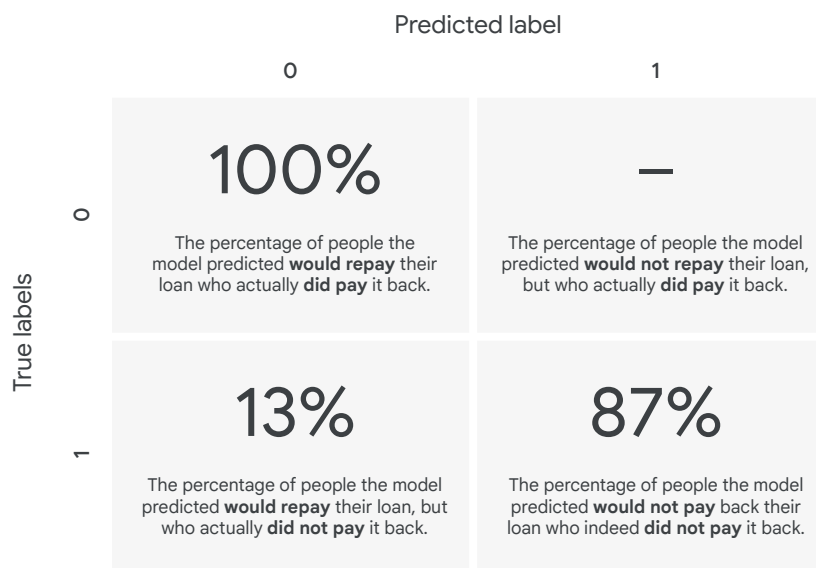 Predicted label
0
1
True labels
0
100%
The percentage of people the
model predicted would repay their
loan who actually did pay it back.
–
The percentage of people the model
predicted would not repay their loan,
but who actually did pay it back.
1
13%
The percentage of people the model
predicted would repay their loan, but
who actually did not pay it back.
87%
The percentage of people the model
predicted would not pay back their
loan who indeed did not pay it back.